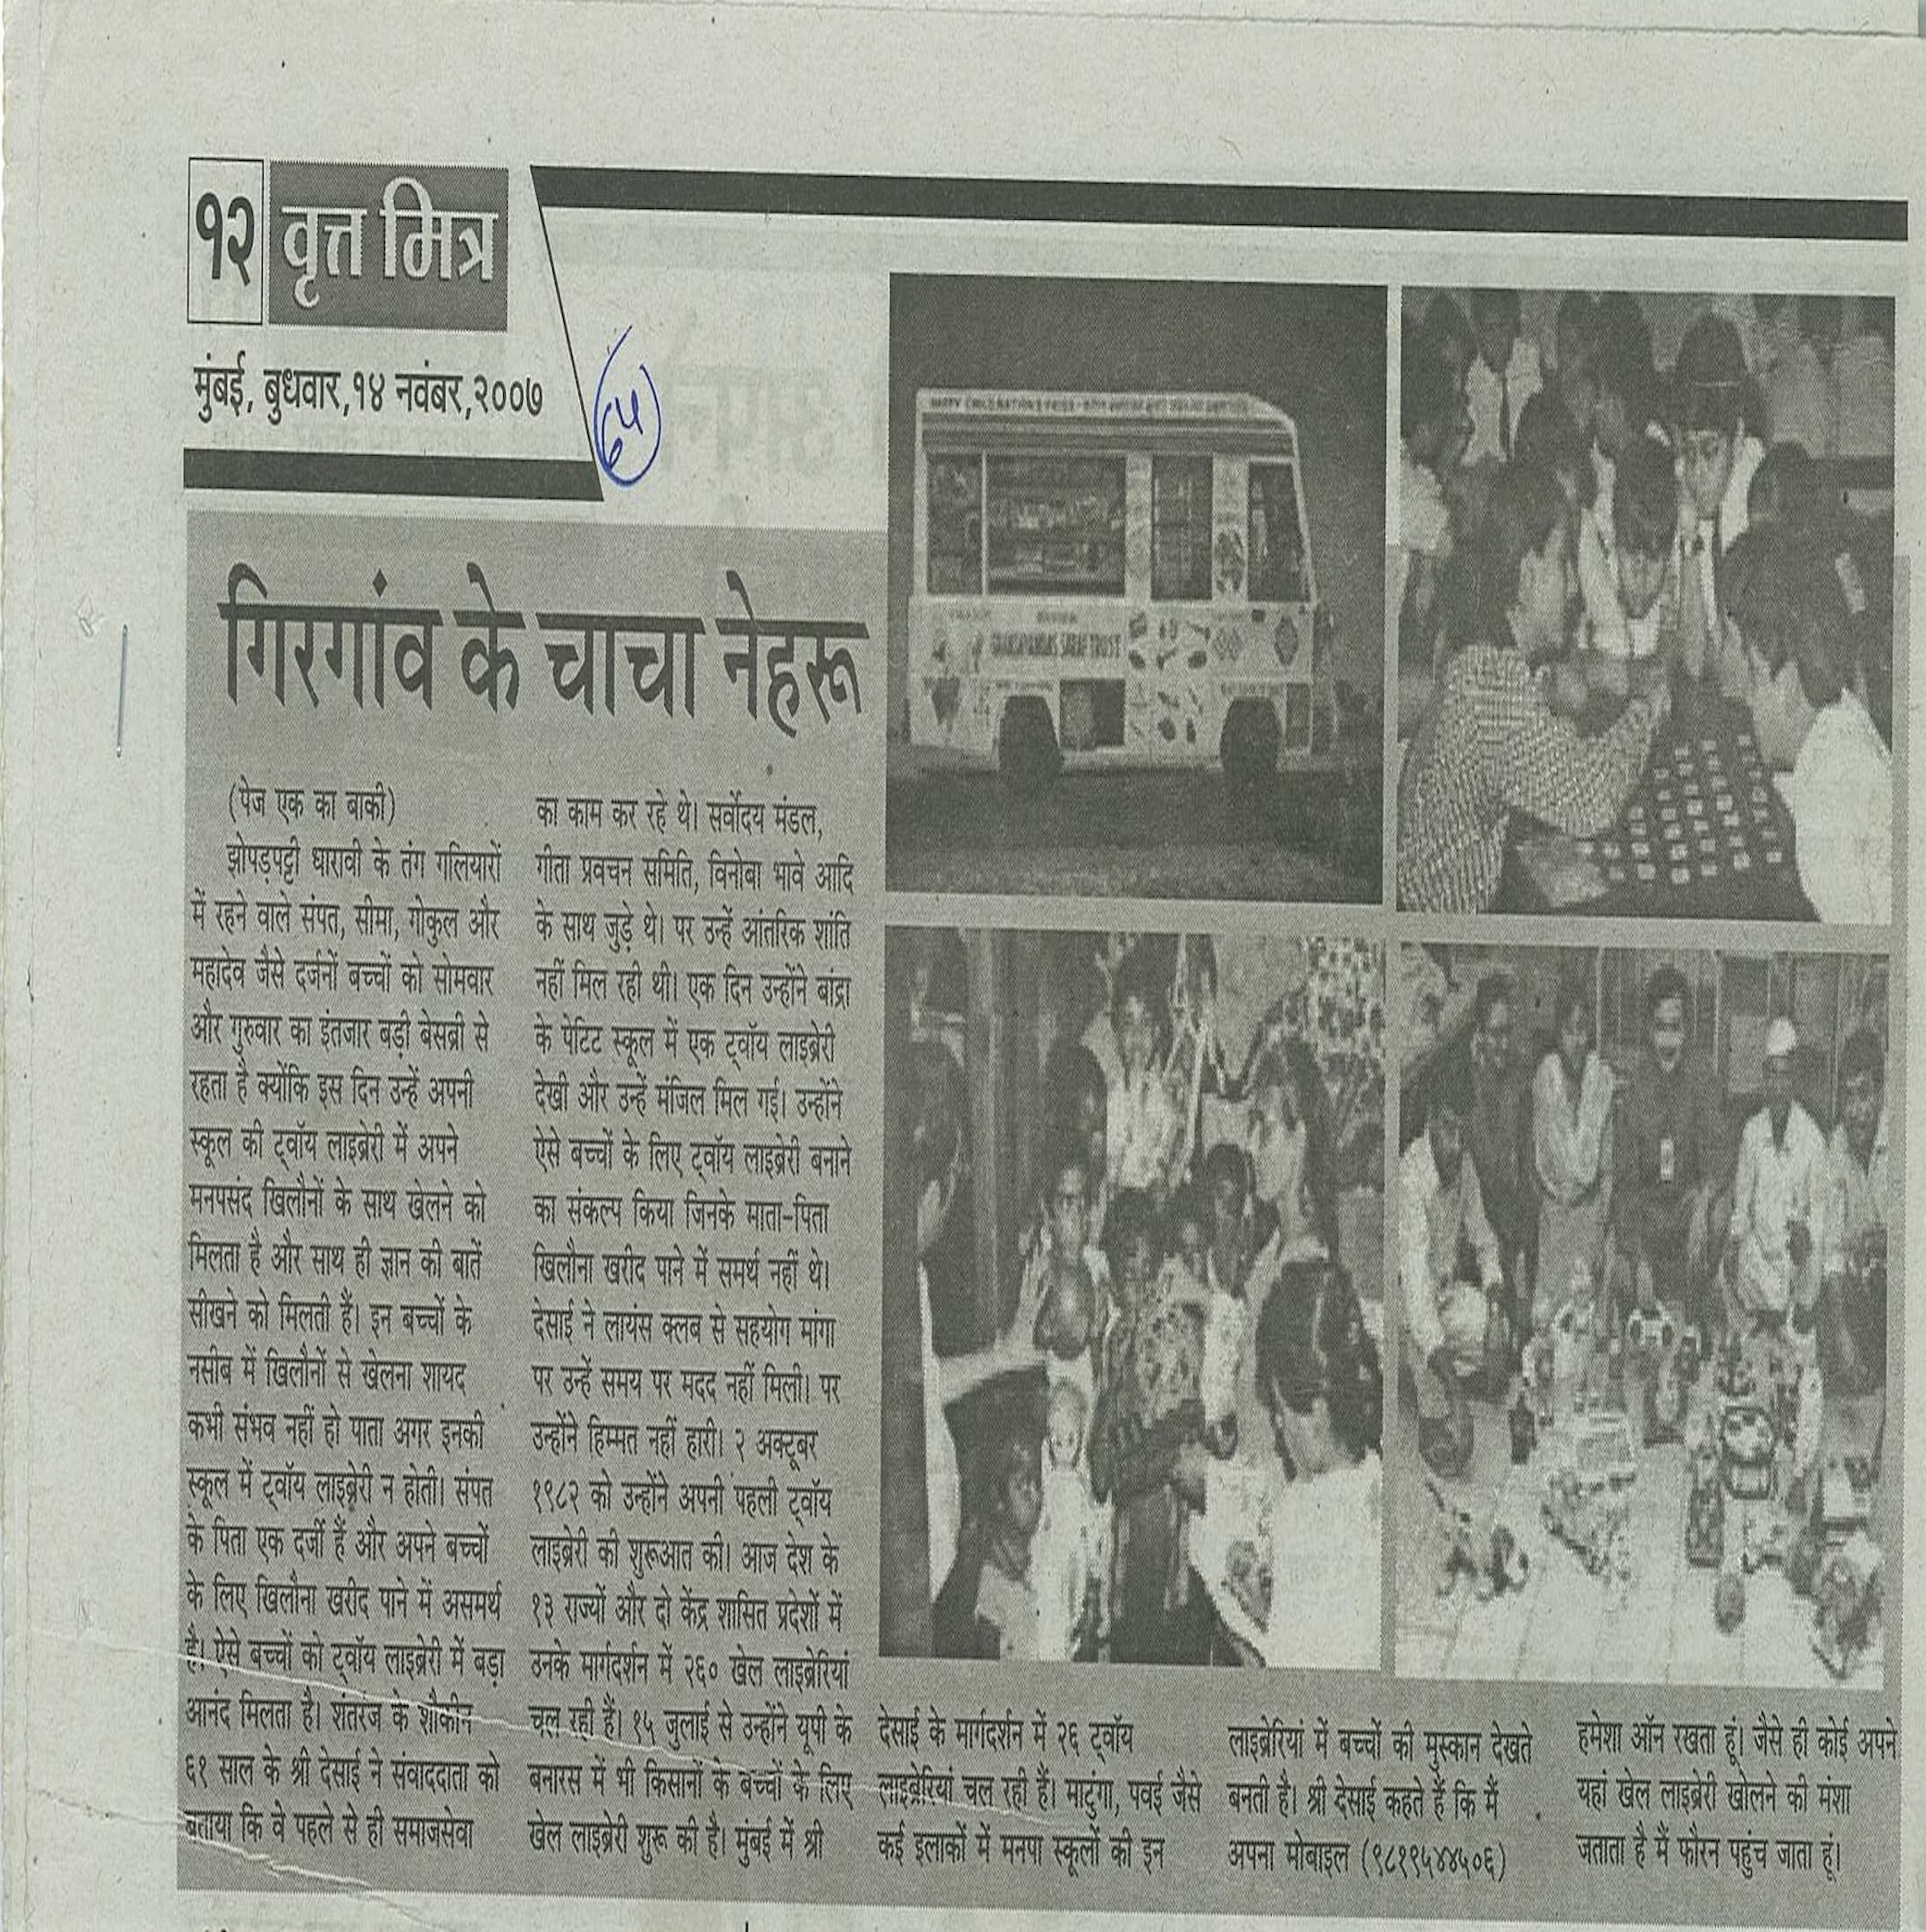 १२
वृत्त मित्र
मुंबई, बुधवार,१४ नवंबर,२००७
64
गिरगांव के चाचा नेहरू
(पेज एक का बाकी)
झोपड़पट्टी धारावी के तंग गलियारों
में रहने वाले संपत, सीमा, गोकुल और
महादेव जैसे दर्जनों बच्चों को सोमवार
और गुरुवार का इंतजार बड़ी बेसब्री से
रहता है क्योंकि इस दिन उन्हें अपनी
स्कूल की ट्वॉय लाइब्रेरी में अपने
मनपसंद खिलौनों के साथ खेलने को
मिलता है और साथ ही ज्ञान की बातें
सीखने को मिलती हैं। इन बच्चों के
नसीब में खिलौनों से खेलना शायद
कभी संभव नहीं हो पाता अगर इनकी
स्कूल में ट्वॉय लाइब्रेरी न होती। संपत
के पिता एक दर्जी हैं और अपने बच्चों
के लिए खिलौना खरीद पाने में असमर्थ
है। ऐसे बच्चों को ट्वॉय लाइब्रेरी में बड़ा
आनंद मिलता है। शंतरंज के शौकीन
६१ साल के श्री देसाई ने संवाददाता को
बताया कि वे पहले से ही समाजसेवा
का काम कर रहे थे। सर्वोदय मंडल,
गीता प्रवचन समिति, विनोबा भावे आदि
के साथ जुड़े थे। पर उन्हें आंतरिक शांति
नहीं मिल रही थी। एक दिन उन्होंने बांद्रा
के पेटिट स्कूल में एक ट्वॉय लाइब्रेरी
देखी और उन्हें मंजिल मिल गई। उन्होंने
ऐसे बच्चों के लिए ट्वॉय लाइब्रेरी बनाने
का संकल्प किया जिनके माता-पिता
खिलौना खरीद पाने में समर्थ नहीं थे।
देसाई ने लायंस क्लब से सहयोग मांगा
पर उन्हें समय पर मदद नहीं मिली। पर
उन्होंने हिम्मत नहीं हारी। २ अक्टूबर
१९८२ को उन्होंने अपनी पहली ट्वॉय
लाइब्रेरी की शुरूआत की। आज देश के
१३ राज्यों और दो केंद्र शासित प्रदेशों में
उनके मार्गदर्शन में २६० खेल लाइब्रेरियां
चल रही हैं। १५ जुलाई से उन्होंने यूपी के
बनारस में भी किसानों के बच्चों के लिए
खेल लाइब्रेरी शुरू की है। मुंबई में श्री
देसाई के मार्गदर्शन में २६ ट्वॉय
लाइब्रेरियां चल रही हैं। माटुंगा, पवई जैसे
कई इलाकों में मनपा स्कूलों की इन
लाइब्रेरियां में बच्चों की मुस्कान देखते
बनती है। श्री देसाई कहते हैं कि मैं
अपना मोबाइल (९८१९५४४५०६)
हमेशा ऑन रखता हूं। जैसे ही कोई अपने
यहां खेल लाइब्रेरी खोलने की मंशा
जताता है मैं फौरन पहुंच जाता हूं।
SARAF TRUST